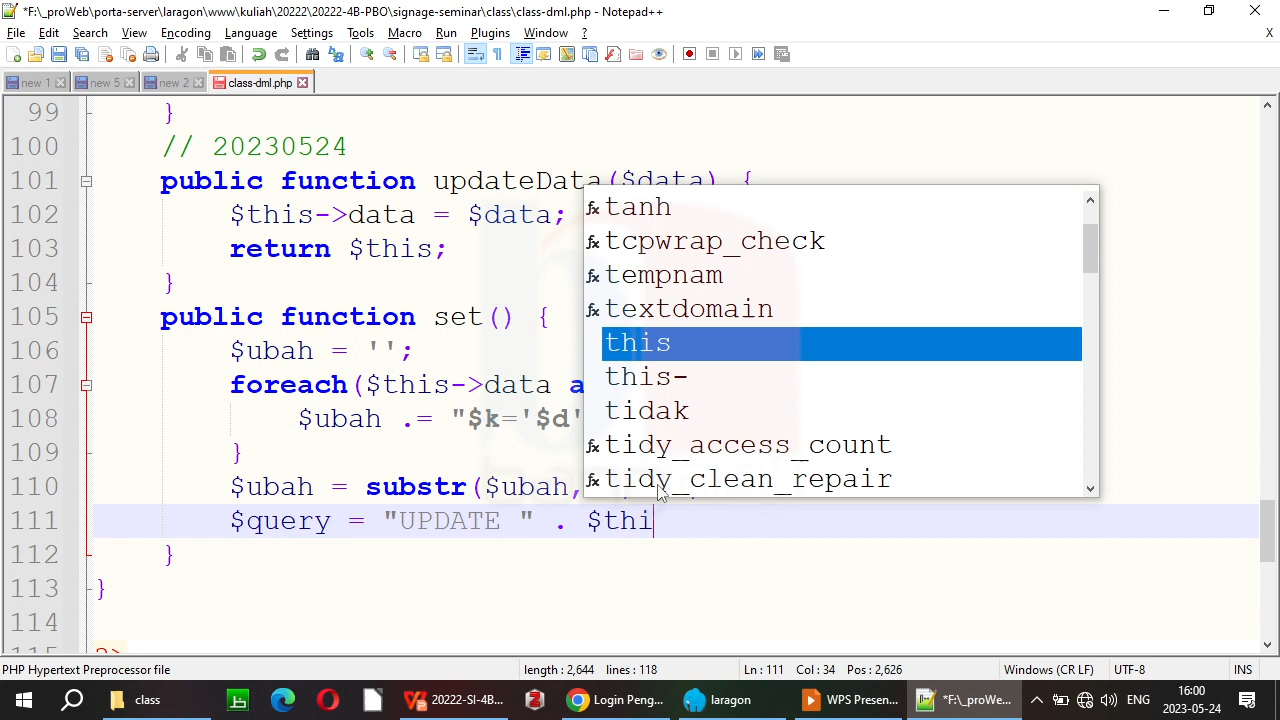 *F:\_proWeb\porta-server\laragon\www\kuliah\20222\20222-4B-PBO\signage-seminar\class\class-dml.php - Notepad++
File Edit Search View Encoding Language Settings Tools Macro Run Plugins Window ? X
new 1 new 5 new 2 class-dml.php
99 }
100 // 20230524
101 public function updateData($data) {
102 $this->data = $data;
103 return $this;
104 }
105 public function set() {
106 $ubah = '';
107 foreach($this->data a
108 $ubah .= "$k='$d'
109 }
110 $ubah = substr($ubah,
111 $query = "UPDATE " . $thi
112 }
113 }
114
115 ?>
tanh
tcpwrap_check
tempnam
textdomain
this
this-
tidak
tidy_access_count
tidy_clean_repair
PHP Hypertext Preprocessor file length : 2,644 lines : 118 Ln : 111 Col : 34 Pos : 2,626 Windows (CR LF) UTF-8 INS
class 20222-SI-4B... Login Peng... laragon WPS Presen... *F:\_proWe... ENG 16:00
2023-05-24